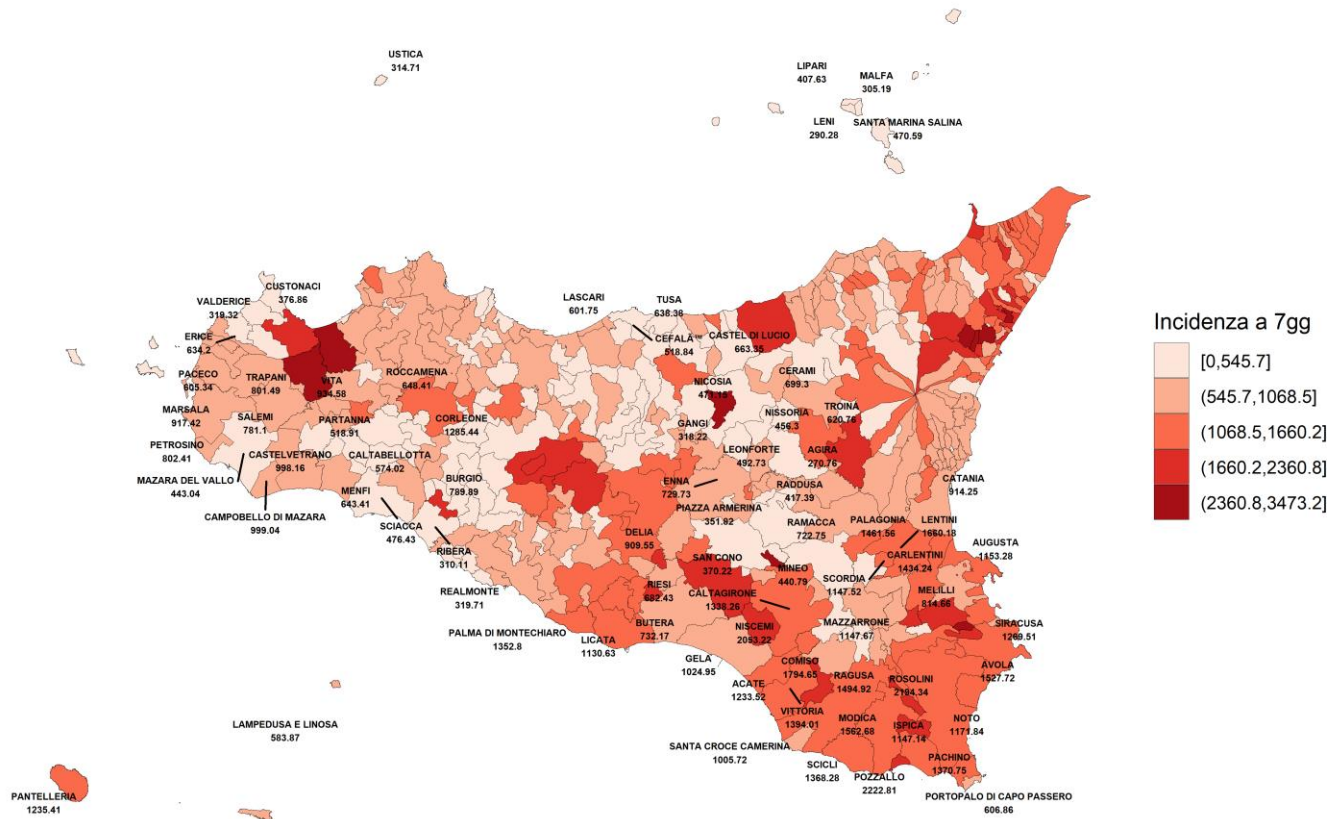 USTICA
314.71
LIPARI
407.63
MALFA
305.19
LENI
290.28
SANTA MARINA SALINA
470.59
CUSTONACI
376.86
VALDERICE
319.32
ERICE
634.2
PACECO
605.34
TRAPANI
801.49
VITA
934.58
MARSALA
917.42
SALEMI
781.1
PETROSINO
802.41
PARTANNA
518.91
CASTELVETRANO
998.16
MAZARA DEL VALLO
443.04
CAMPOBELLO DI MAZARA
999.04
ROCCAMENA
648.41
CORLEONE
1285.44
CALTABELLOTTA
574.02
MENFI
643.41
BURGIO
789.89
SCIACCA
476.43
RIBERA
310.11
REALMONTE
319.71
LASCARI
601.75
TUSA
638.36
CEFALÀ™
518.84
CASTEL DI LUCIO
663.35
NICOSIA
CERAMI
699.3
GANGI
318.22
NISSORIA
456.3
TROINA
620.76
LEONFORTE
492.73
AGIRA
270.76
ENNA
729.73
RADDUSA
417.39
PIAZZA ARMERINA
351.82
CATANIA
914.25
RAMACCA
722.75
PALAGONIA
1461.56
LENTINI
1660.18
AUGUSTA
1153.28
DELIA
909.55
SAN CONO
370.22
MINEO
440.79
CARLENTINI
1434.24
SCORDIA
1147.52
MELILLI
814.66
RIESI
682.43
CALTAGIRONE
1338.26
BUTERA
732.17
NISCEMI
2053.22
MAZZARRONE
1147.67
SIRACUSA
1269.51
PALMA DI MONTECHIARO
1352.8
LICATA
1130.63
GELA
1024.95
COMISO
1794.65
RAGUSA
1494.92
ROSOLINI
2194.34
AVOLA
1527.72
ACATE
1233.52
VITTORIA
1394.01
MODICA
1562.68
ISPICA
1147.14
NOTO
1171.84
SANTA CROCE CAMERINA
1005.72
SCICLI
1368.28
POZZALLO
2222.81
PACHINO
1370.75
PORTOPALO DI CAPO PASSERO
606.86
LAMPEDUSA E LINOSA
583.87
PANTELLERIA
1235.41
Incidenza a 7gg
[0,545.7]
(545.7,1068.5]
(1068.5,1660.2]
(1660.2,2360.8]
(2360.8,3473.2]